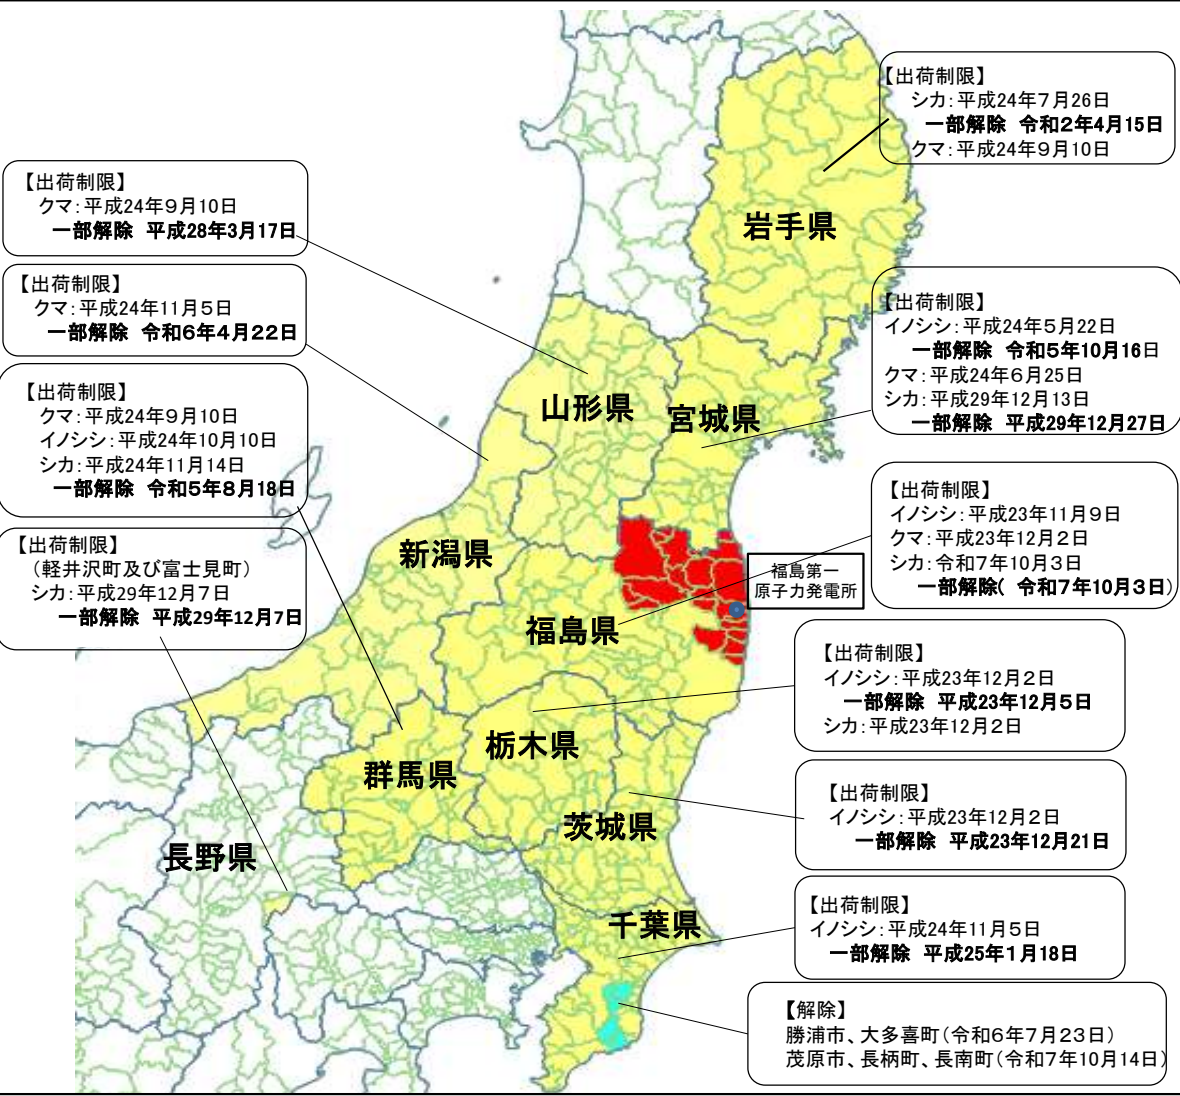 【出荷制限】
シカ：平成24年7月26日
一部解除 令和2年4月15日
クマ：平成24年9月10日
【出荷制限】
クマ：平成24年9月10日
一部解除 平成28年3月17日
岩手県
【出荷制限】
クマ：平成24年11月5日
一部解除 令和6年4月22日
【出荷制限】
イノシシ：平成24年5月22日
一部解除 令和5年10月16日
クマ：平成24年6月25日
シカ：平成29年12月13日
一部解除 平成29年12月27日
【出荷制限】
クマ：平成24年9月10日
イノシシ：平成24年10月10日
シカ：平成24年11月14日
一部解除 令和5年8月18日
山形県
宮城県
【出荷制限】
イノシシ：平成23年11月9日
クマ：平成23年12月2日
シカ：令和7年10月3日
一部解除( 令和7年10月3日）
【出荷制限】
（軽井沢町及び富士見町）
シカ：平成29年12月7日
一部解除 平成29年12月7日
新潟県
福島第一
原子力発電所
福島県
【出荷制限】
イノシシ：平成23年12月2日
一部解除 平成23年12月5日
シカ：平成23年12月2日
栃木県
群馬県
【出荷制限】
イノシシ：平成23年12月2日
一部解除 平成23年12月21日
茨城県
長野県
【出荷制限】
イノシシ：平成24年11月5日
一部解除 平成25年1月18日
千葉県
【解除】
勝浦市、大多喜町（令和6年7月23日）
茂原市、長柄町、長南町（令和7年10月14日）